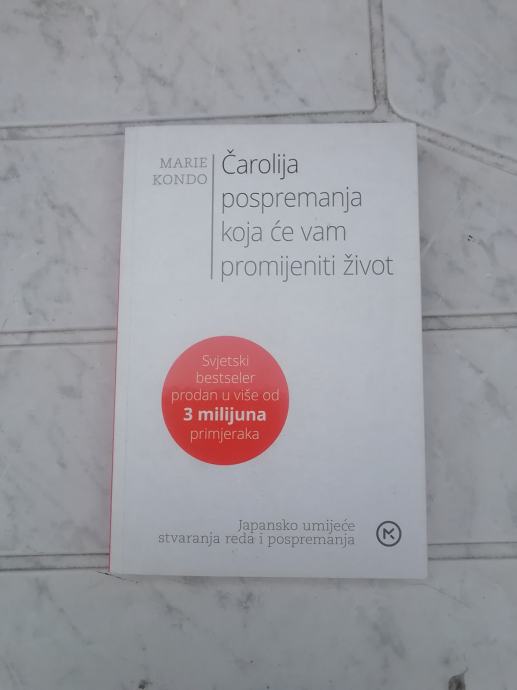 MARIE
KONDO
Čarolija
pospremanja
koja će vam
promijeniti život
Svjetski
bestseler
prodan u više od
3 milijuna
primjeraka
Japansko umijeće
stvaranja reda i pospremanja